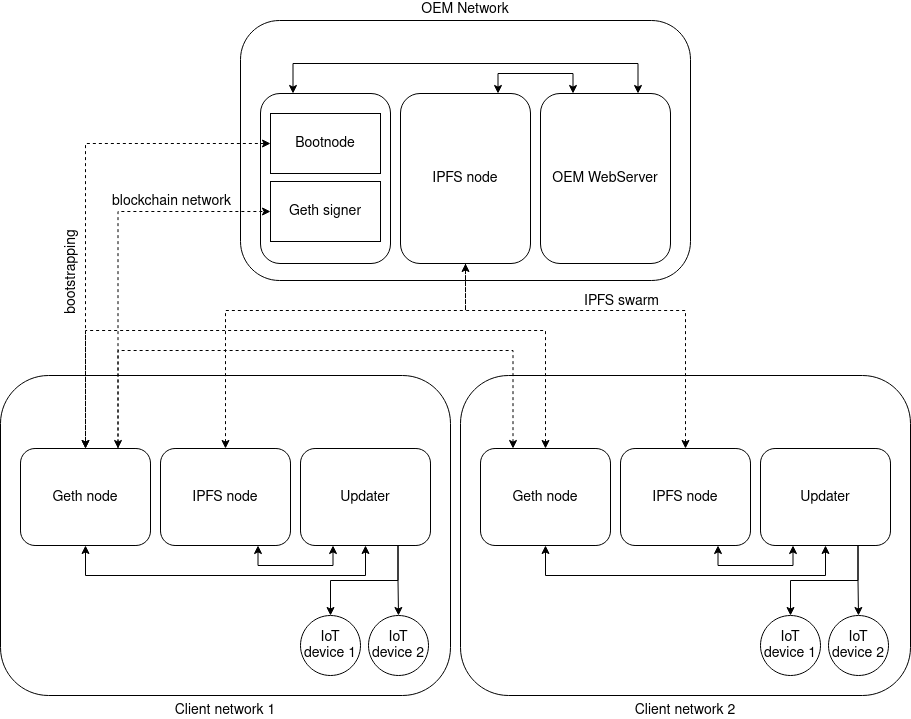 OEM Network
Bootnode
Geth signer
IPFS node
OEM WebServer
blockchain network
bootstrapping
IPFS swarm
Geth node
IPFS node
Updater
IoT
device 1
IoT
device 2
Client network 1
Geth node
IPFS node
Updater
IoT
device 1
IoT
device 2
Client network 2